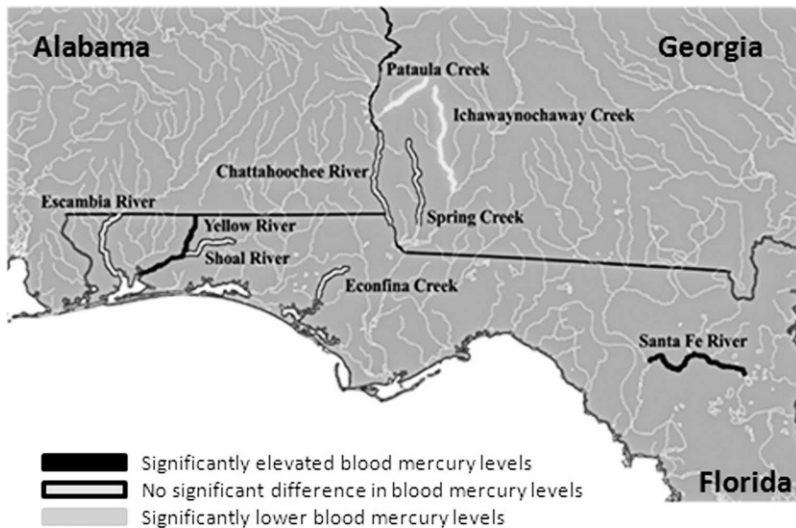 Alabama
Georgia
Pataula Creek
Ichawaynochaway Creek
Chattahoochee River
Escambia River
Spring Creek
Yellow River
Shoal River
Econfina Creek
Santa Fe River
Significantly elevated blood mercury levels
No significant difference in blood mercury levels
Florida
Significantly lower blood mercury levels